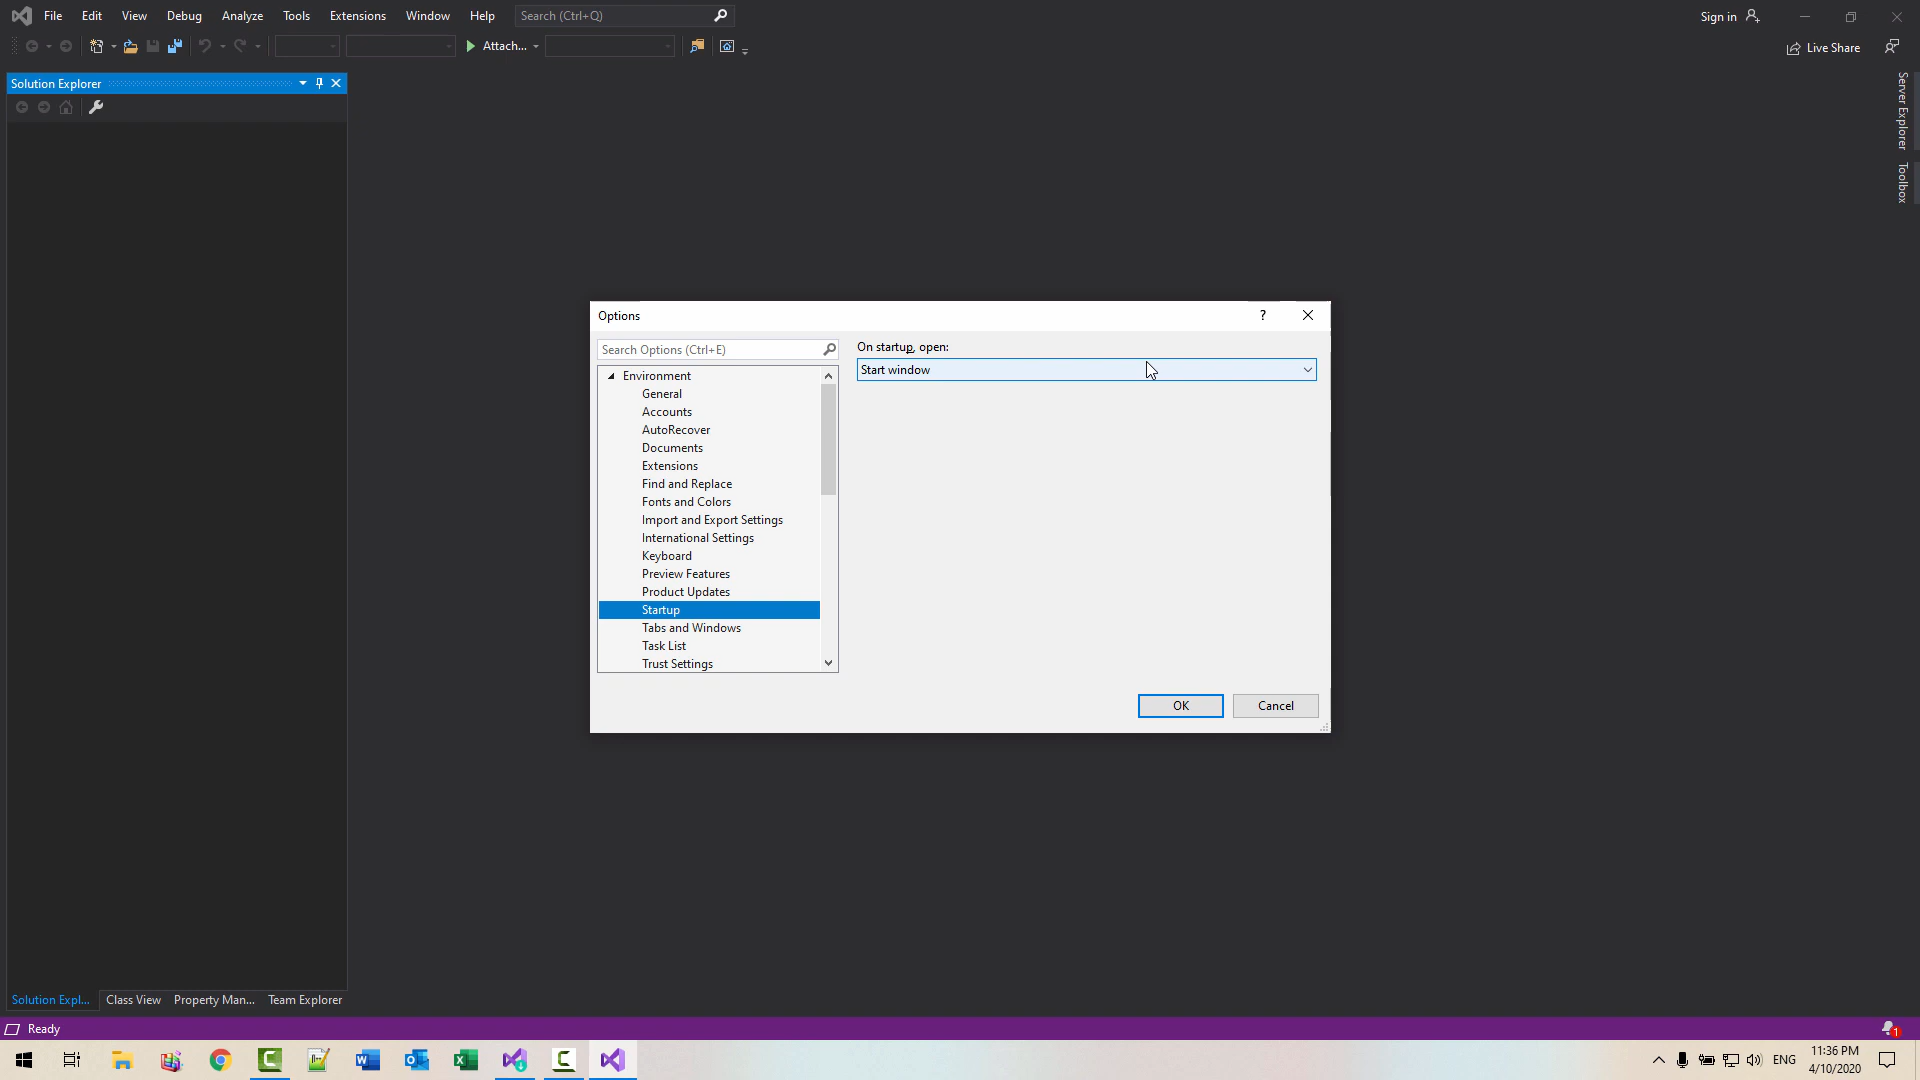 File Edit View Debug Analyze Tools Extensions Window Help Search (Ctrl+Q) Sign in
Attach... Live Share
Solution Explorer
Server Explorer
Toolbox
Options ?
Search Options (Ctrl+E)
On startup, open:
Start window
Environment
General
Accounts
AutoRecover
Documents
Extensions
Find and Replace
Fonts and Colors
Import and Export Settings
International Settings
Keyboard
Preview Features
Product Updates
Startup
Tabs and Windows
Task List
Trust Settings
OK Cancel
Solution Expl... Class View Property Man... Team Explorer
Ready 1
ENG
11:36 PM
4/10/2020